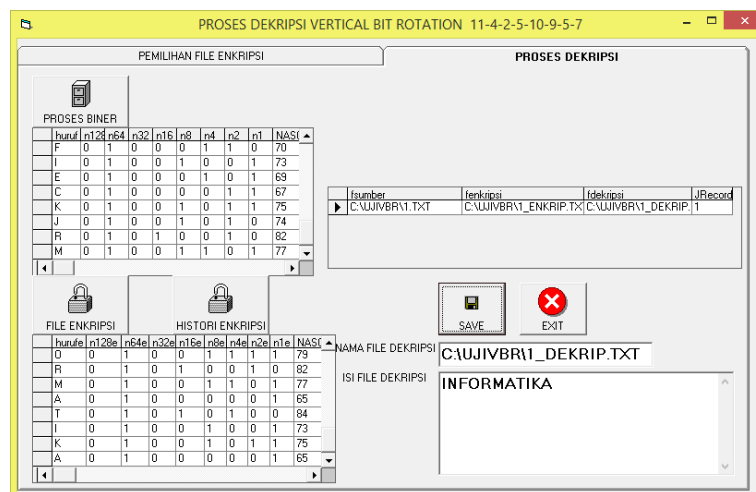 PROSES DEKRIPSI VERTICAL BIT ROTATION 11-4-2-5-10-9-5-7
PEMILIHAN FILE ENKRIPSI
PROSES DEKRIPSI
PROSES BINER
huruf n128 n64 n32 n16 n8 n4 n2 n1 NASC
F 0 1 0 0 0 1 1 0 70
I 0 1 0 0 1 0 0 1 73
E 0 1 0 0 0 1 0 1 69
C 0 1 0 0 0 0 1 1 67
K 0 1 0 0 1 0 1 1 75
J 0 1 0 0 1 0 1 0 74
R 0 1 0 1 0 0 1 0 82
M 0 1 0 0 1 1 0 1 77
fsumber fenkripsi fdekripsi JRecord
C:\UJIVBR\1.TXT C:\UJIVBR\1_ENKRIP.TX C:\UJIVBR\1_DEKRIP. 1
FILE ENKRIPSI
HISTORI ENKRIPSI
SAVE
EXIT
hurufe n128e n64e n32e n16e n8e n4e n2e n1e NASC
O 0 1 0 0 1 1 1 1 79
R 0 1 0 1 0 0 1 0 82
M 0 1 0 0 1 1 0 1 77
A 0 1 0 0 0 0 0 1 65
T 0 1 0 1 0 1 0 0 84
I 0 1 0 0 1 0 0 1 73
K 0 1 0 0 1 0 1 1 75
A 0 1 0 0 0 0 0 1 65
NAMA FILE DEKRIPSI
C:\UJIVBR\1_DEKRIP.TXT
ISI FILE DEKRIPSI
INFORMATIKA